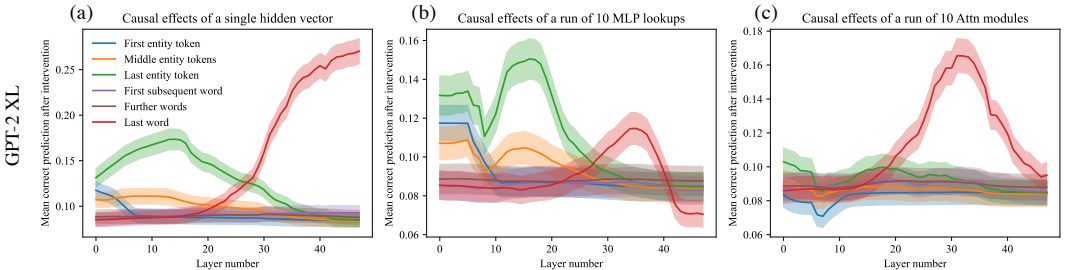 GPT-2 XL
(a)
Causal effects of a single hidden vector
Mean correct prediction after intervention
0.25
0.20
0.15
0.10
First entity token
Middle entity tokens
Last entity token
First subsequent word
Further words
Last word
0
10
20
30
40
Layer number
(b)
Causal effects of a run of 10 MLP lookups
Mean correct prediction after intervention
0.16
0.14
0.12
0.10
0.08
0.06
0
10
20
30
40
Layer number
(c)
Causal effects of a run of 10 Attn modules
Mean correct prediction after intervention
0.18
0.16
0.14
0.12
0.10
0.08
0.06
0
10
20
30
40
Layer number